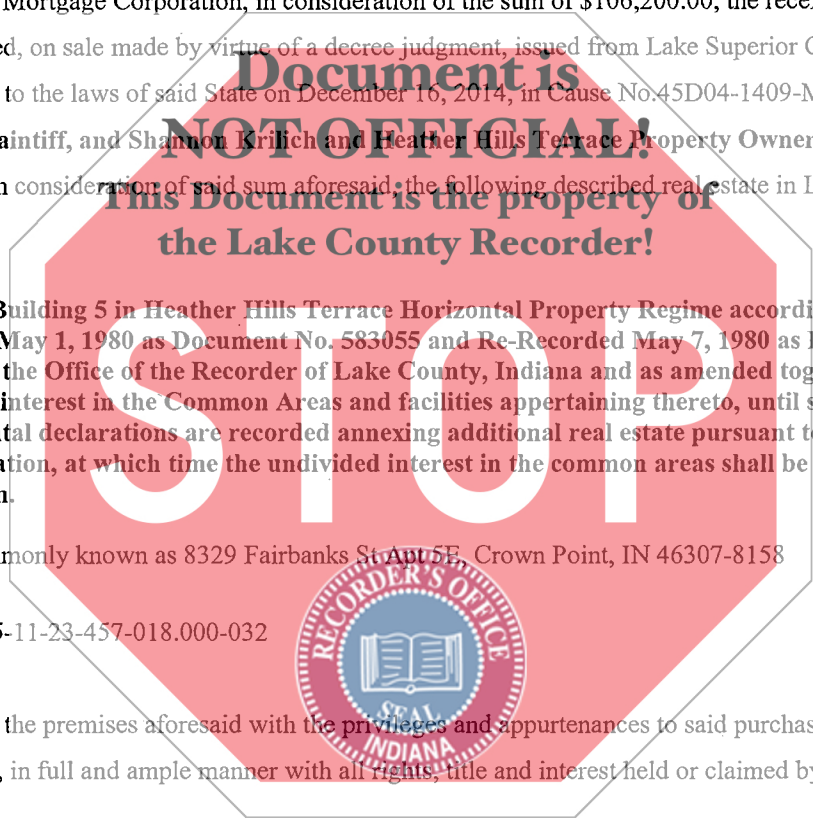 Mortgage Corporation, in consideration of the sum of $106,200.00, the rece
d, on sale made by virtue of a decree judgment, issued from Lake Superior C
Document is
to the laws of said State on December 16, 2014, in Cause No.45D04-1409-M
NOT OFFICIAL!
aintiff, and Shannon Krilich and Heather Hills Terrace Property Owner
n consideration of said sum aforesaid; the following described real estate in L
This Document is the property of
the Lake County Recorder!
Building 5 in Heather Hills Terrace Horizontal Property Regime accordi
May 1, 1980 as Document No. 583055 and Re-Recorded May 7, 1980 as
the Office of the Recorder of Lake County, Indiana and as amended tog
interest in the Common Areas and facilities appertaining thereto, until s
tal declarations are recorded annexing additional real estate pursuant t
ation, at which time the undivided interest in the common areas shall be
n.
STOP
monly known as 8329 Fairbanks St Apt 5E, Crown Point, IN 46307-8158
-11-23-457-018.000-032
RECORDER'S OFFICE
SEAL
INDIANA
the premises aforesaid with the privileges and appurtenances to said purchas
, in full and ample manner with all rights, title and interest held or claimed by